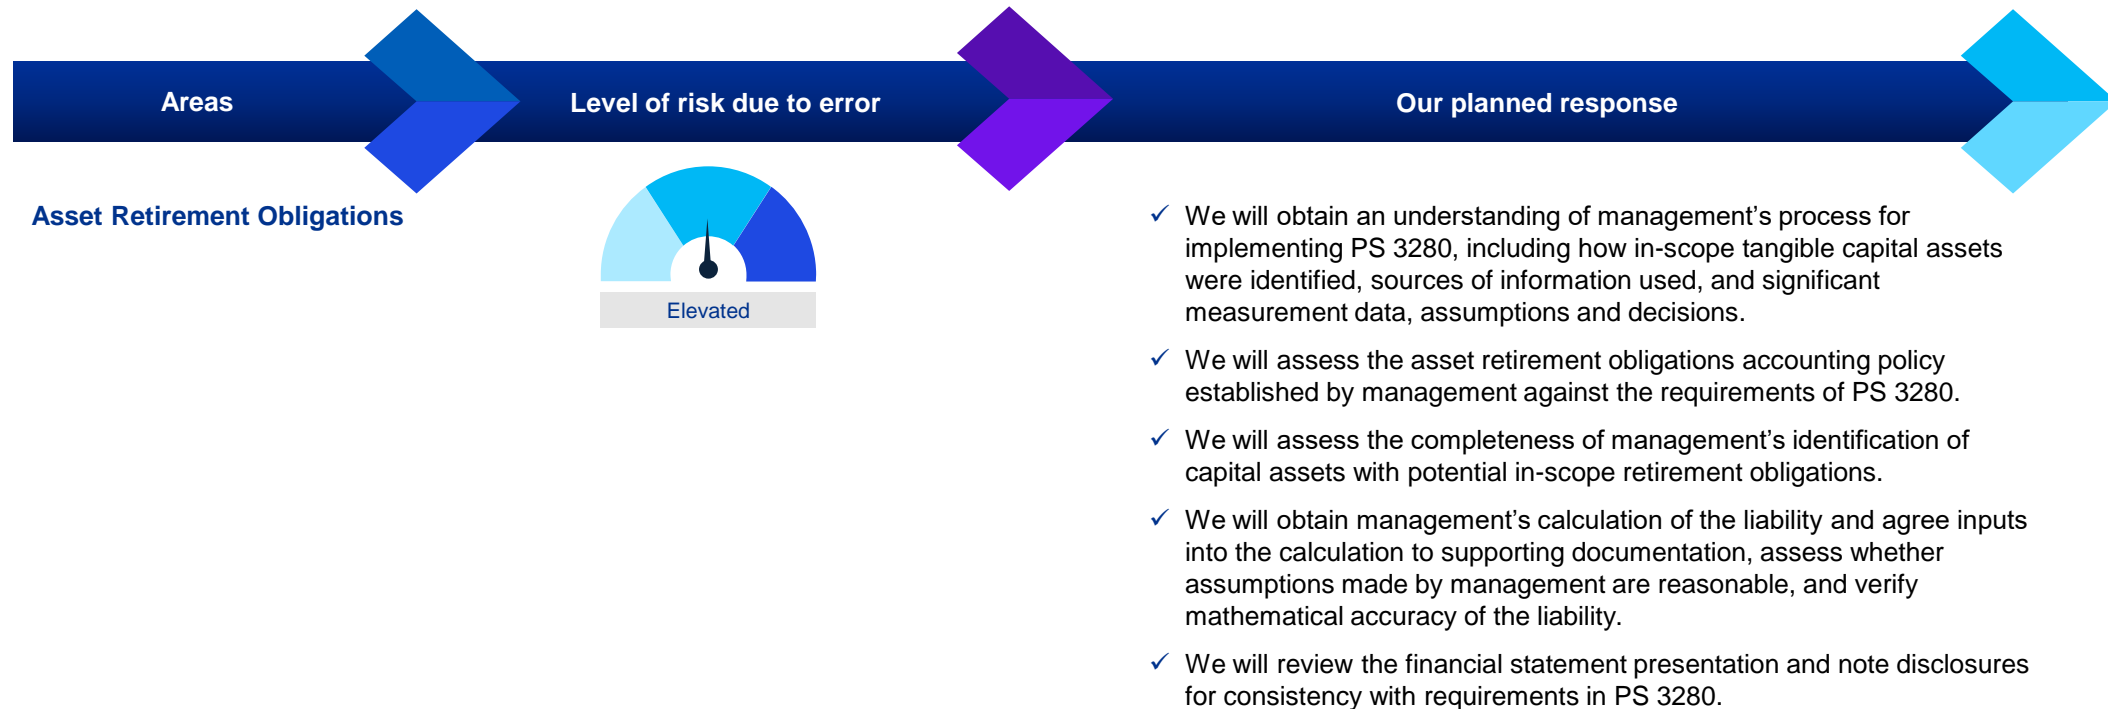 Areas
Level of risk due to error
Our planned response
Asset Retirement Obligations
Elevated
✓ We will obtain an understanding of management’s process for
implementing PS 3280, including how in-scope tangible capital assets
were identified, sources of information used, and significant
measurement data, assumptions and decisions.
✓ We will assess the asset retirement obligations accounting policy
established by management against the requirements of PS 3280.
✓ We will assess the completeness of management’s identification of
capital assets with potential in-scope retirement obligations.
✓ We will obtain management’s calculation of the liability and agree inputs
into the calculation to supporting documentation, assess whether
assumptions made by management are reasonable, and verify
mathematical accuracy of the liability.
✓ We will review the financial statement presentation and note disclosures
for consistency with requirements in PS 3280.